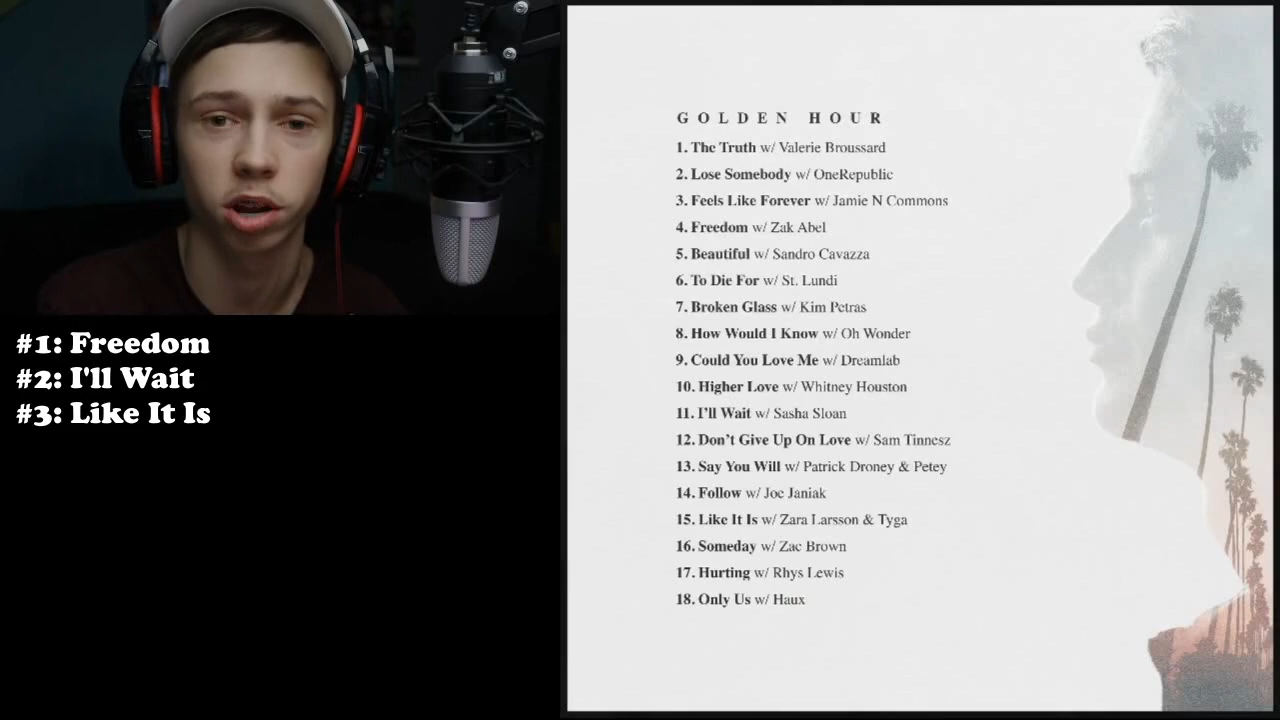 #1: Freedom
#2: I'll Wait
#3: Like It Is
GOLDEN HOUR
1. The Truth w/ Valerie Broussard
2. Lose Somebody w/ OneRepublic
3. Feels Like Forever w/ Jamie N Commons
4. Freedom w/ Zak Abel
5. Beautiful w/ Sandro Cavazza
6. To Die For w/ St. Lundi
7. Broken Glass w/ Kim Petras
8. How Would I Know w/ Oh Wonder
9. Could You Love Me w/ Dreamlab
10. Higher Love w/ Whitney Houston
11. I’ll Wait w/ Sasha Sloan
12. Don’t Give Up On Love w/ Sam Tinnesz
13. Say You Will w/ Patrick Droney & Petey
14. Follow w/ Joe Janiak
15. Like It Is w/ Zara Larsson & Tyga
16. Someday w/ Zac Brown
17. Hurting w/ Rhys Lewis
18. Only Us w/ Haux